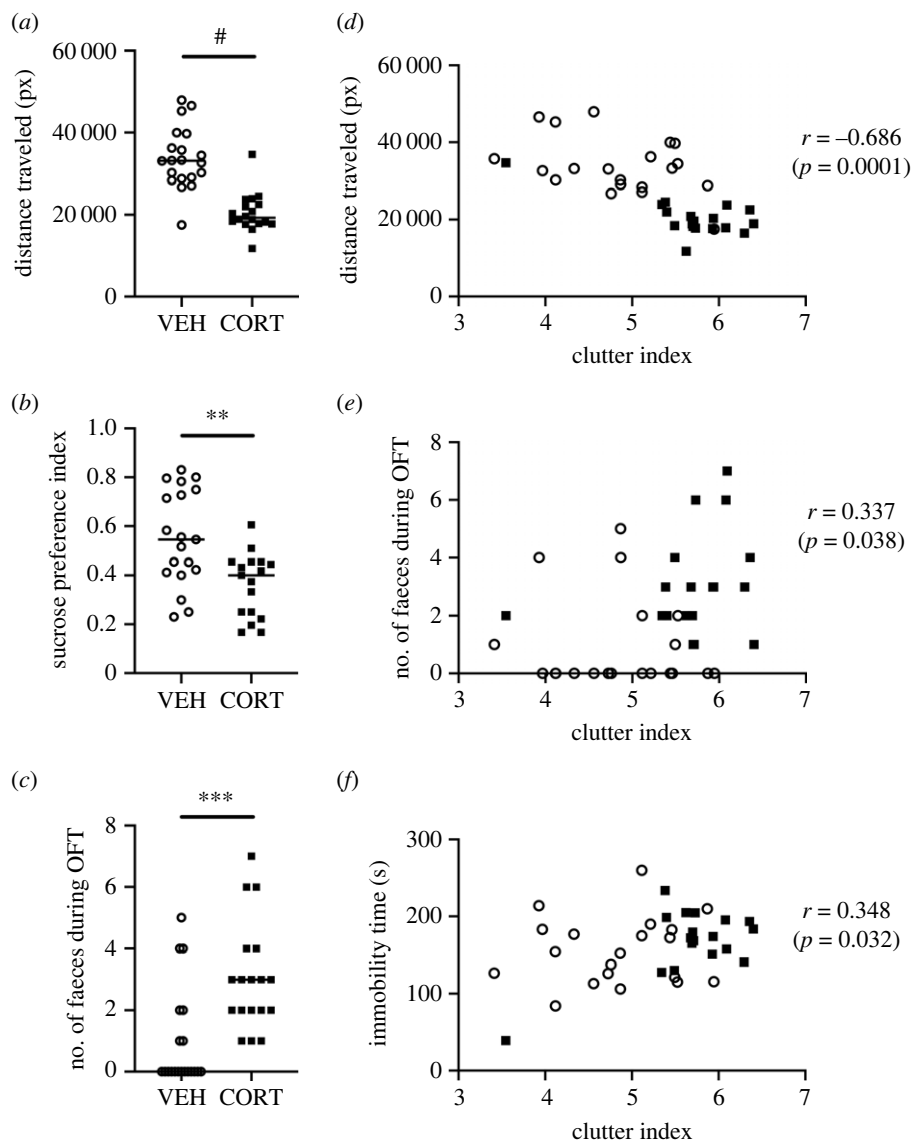 (a)
#
60 000
40 000
20 000
0
distance traveled (px)
VEH CORT
(d)
60 000
40 000
20 000
0
distance traveled (px)
3 4 5 6 7
clutter index
r = –0.686
(p = 0.0001)
(b)
**
1.0
0.8
0.6
0.4
0.2
0
sucrose preference index
VEH CORT
(e)
8
6
4
2
0
no. of faeces during OFT
3 4 5 6 7
clutter index
r = 0.337
(p = 0.038)
(c)
***
8
6
4
2
0
no. of faeces during OFT
VEH CORT
(f)
300
200
100
0
immobility time (s)
3 4 5 6 7
clutter index
r = 0.348
(p = 0.032)